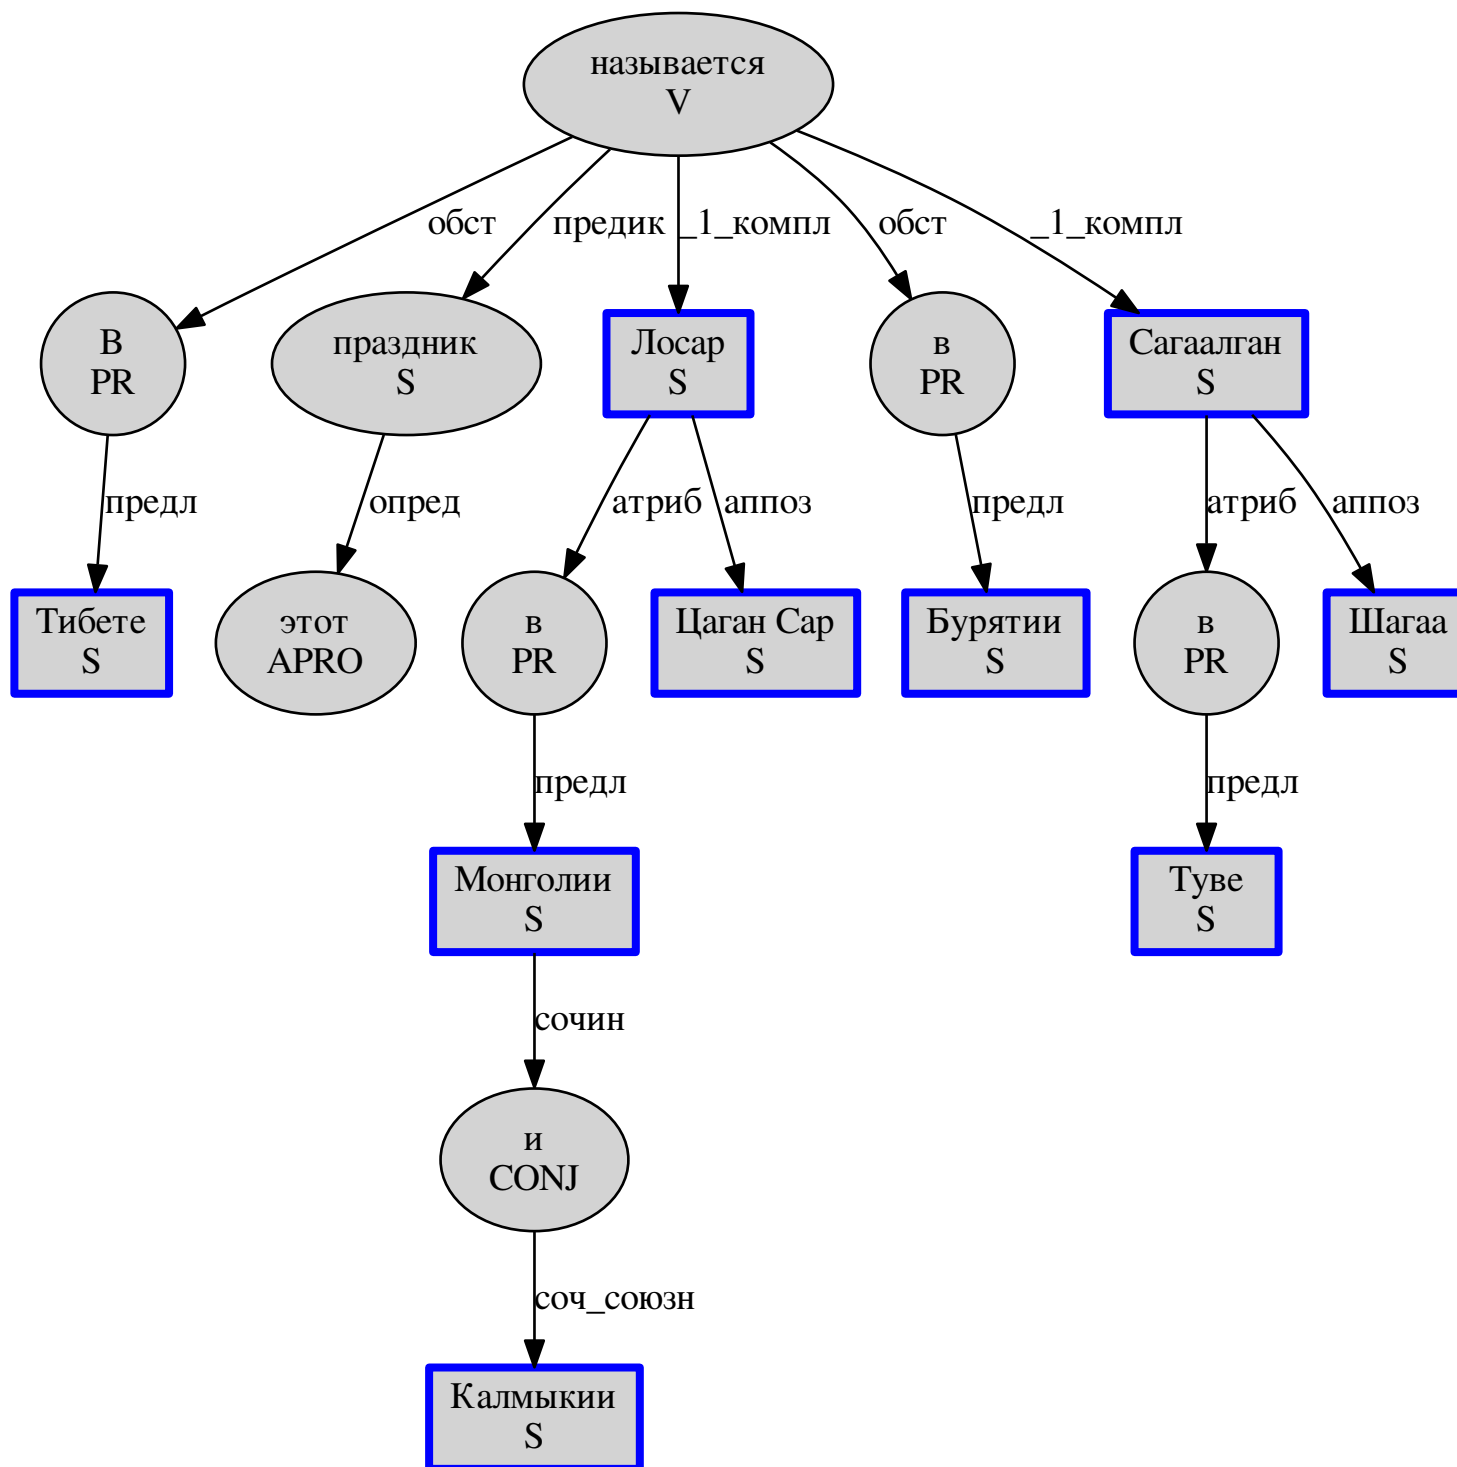 называется
V
обст
предик
_1_компл
обст
_1_компл
В
PR
праздник
S
Лосар
S
в
PR
Сагаалган
S
предл
опред
атриб
аппоз
предл
атриб
аппоз
Тибете
S
этот
APRO
в
PR
Цаган Сар
S
Бурятии
S
в
PR
Шагаа
S
предл
предл
Монголии
S
Туве
S
сочин
и
CONJ
соч_союзн
Калмыкии
S